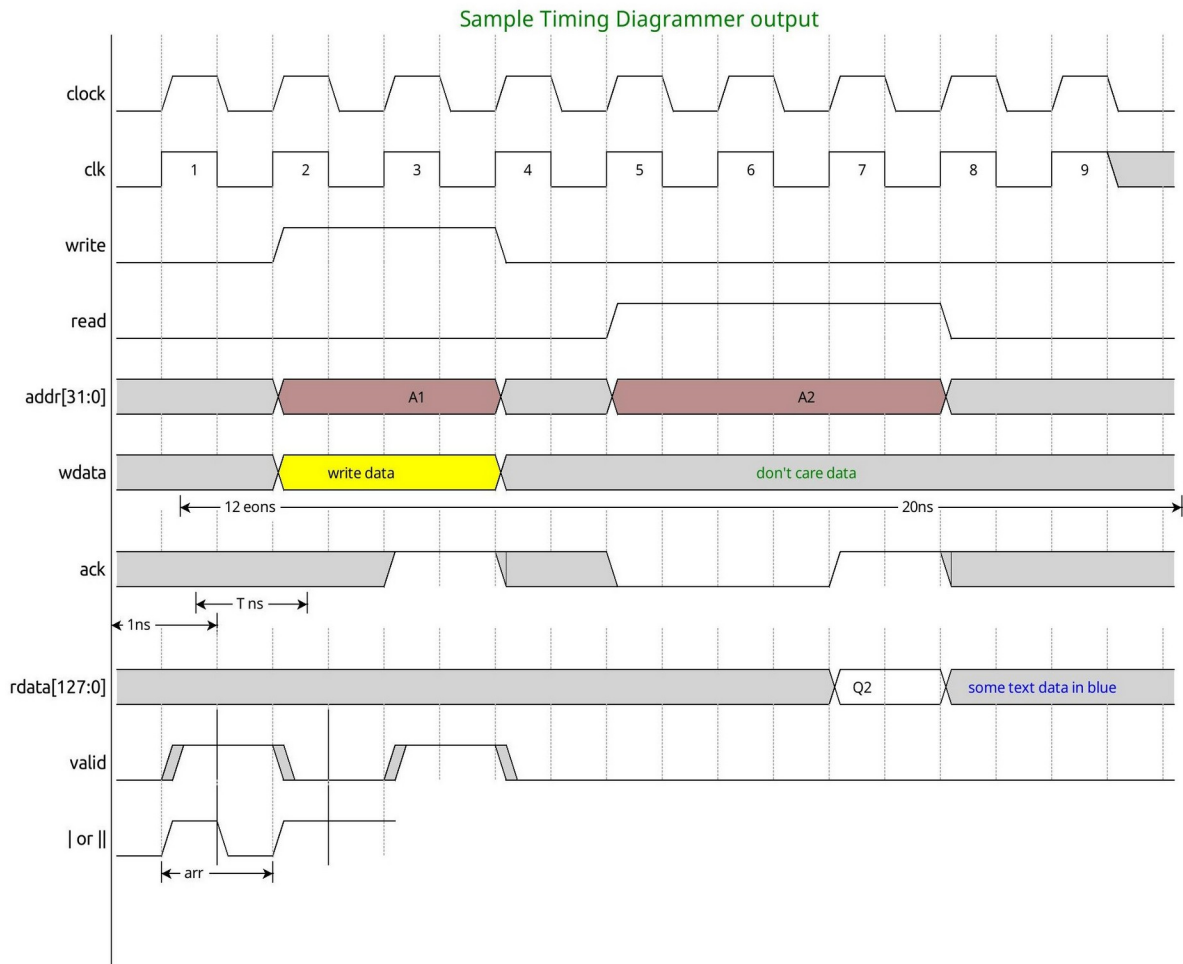 Sample Timing Diagrammer output
clock
clk 1 2 3 4 5 6 7 8 9
write
read
addr[31:0] A1 A2
wdata write data don't care data
12 eons 20ns
ack
T ns
1ns
rdata[127:0] Q2 some text data in blue
valid
| or ||
arr